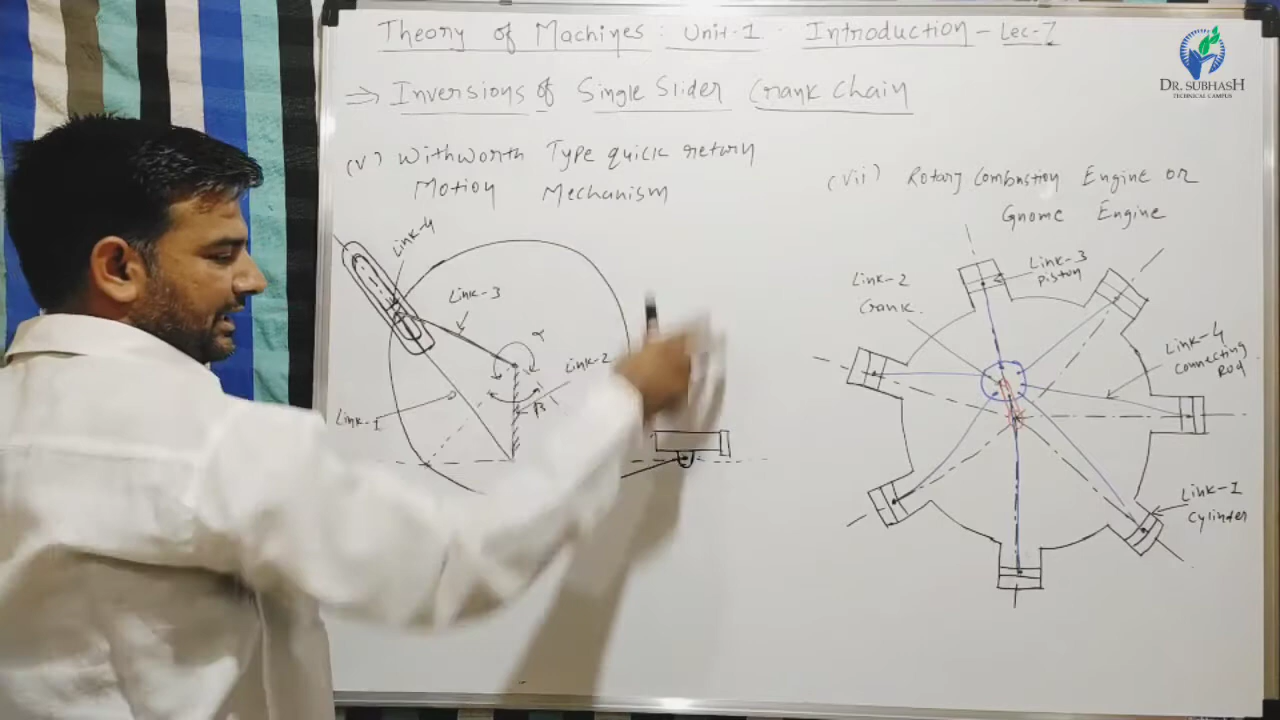 Theory of Machines : Unit-1 . Introduction - Lec-7
DR. SUBHASH
TECHNICAL CAMPUS
⇒ Inversions of Single Slider Crank Chain
(v) Withworth Type quick return
Motion Mechanism
Link-4
Link-3
α
Link-2
β
Link-1
(vii) Rotary Combustion Engine or
Gnome Engine
Link-2
Crank
Link-3
Piston
Link-4
Connecting
Rod
Link-1
Cylinder